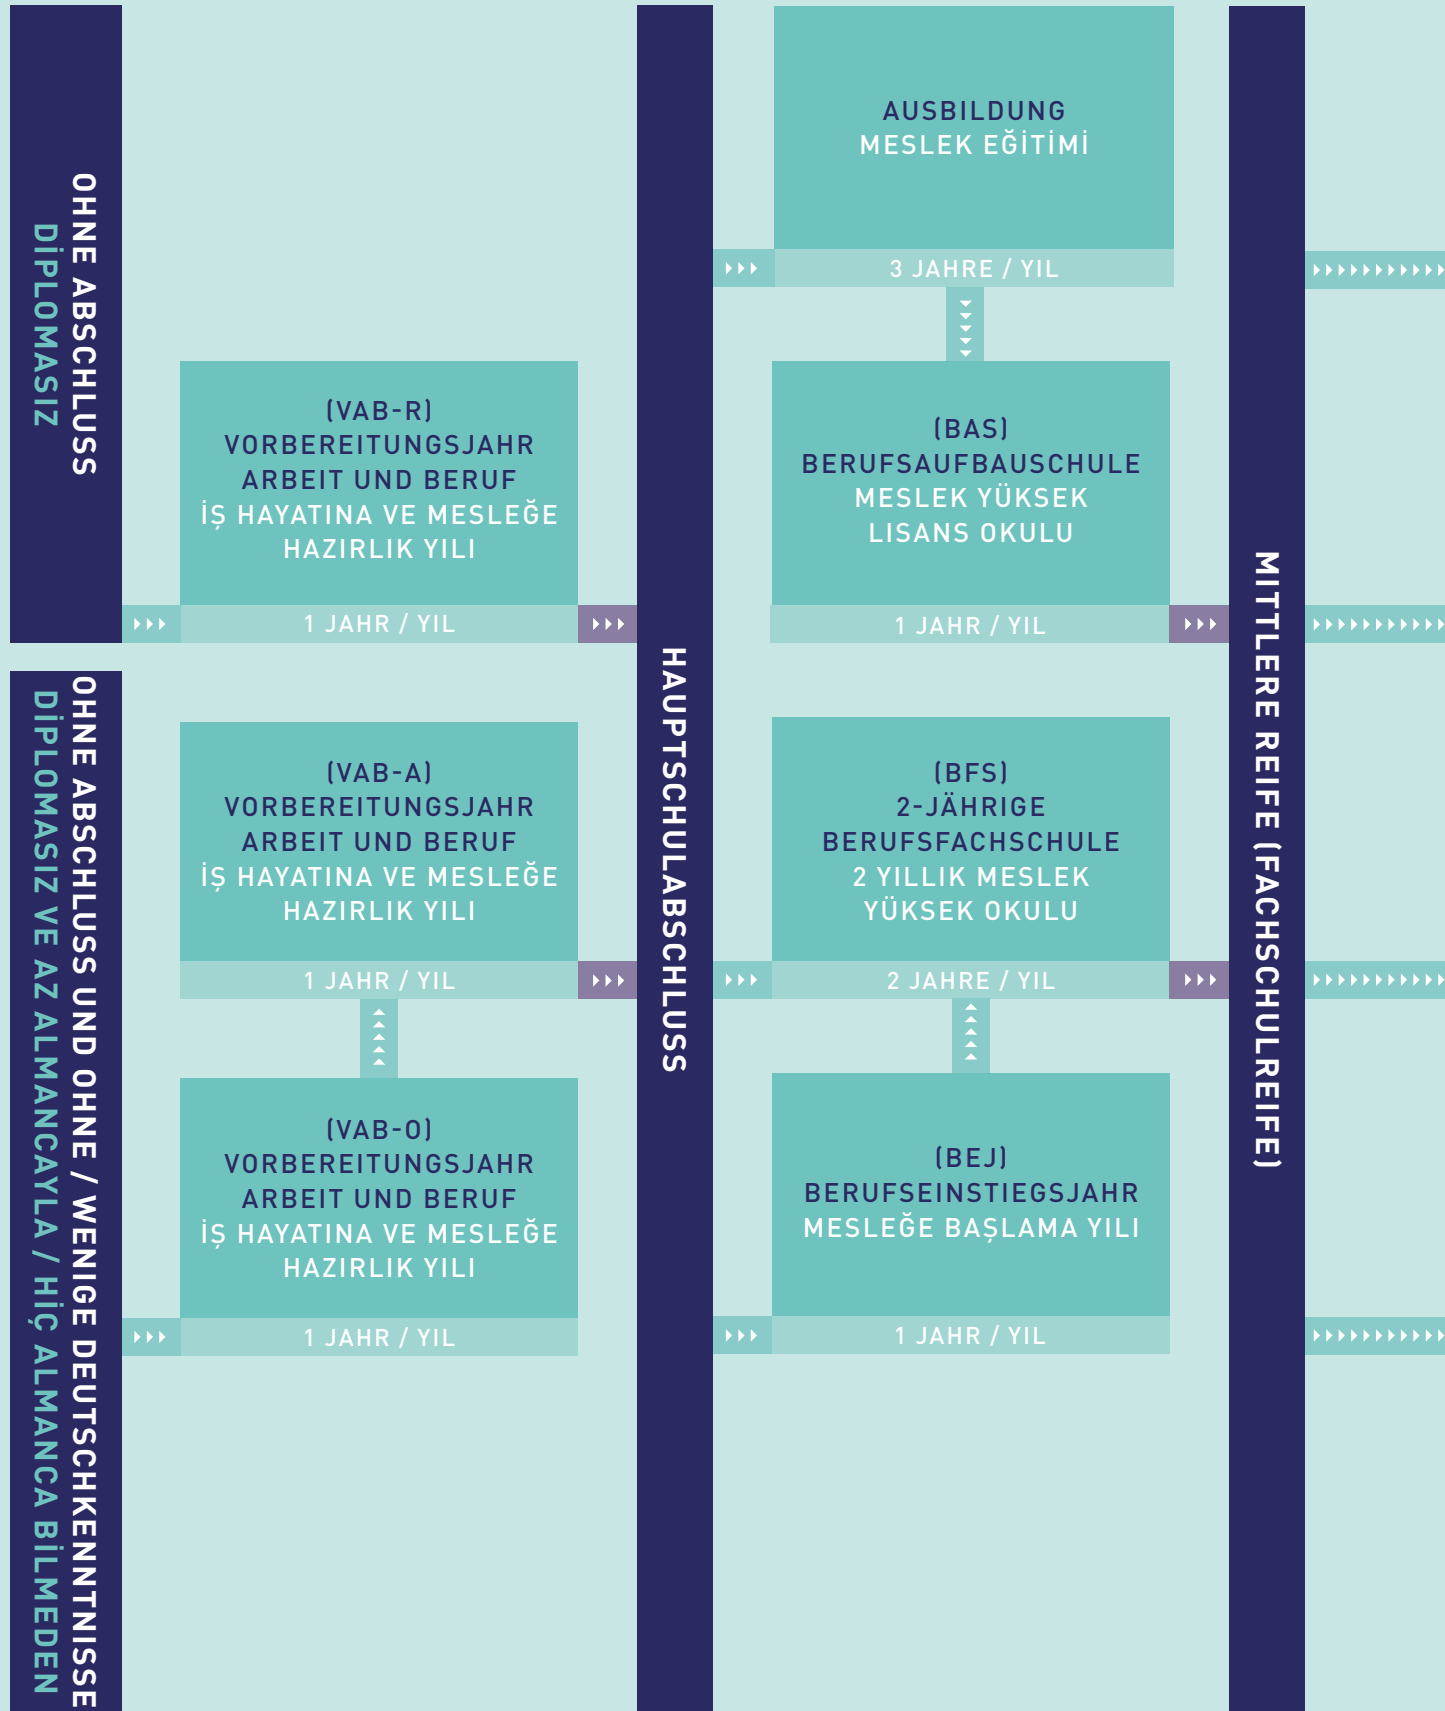 OHNE ABSCHLUSS
DİPLOMASIZ
OHNE ABSCHLUSS UND OHNE / WENIGE DEUTSCHKENNTNISSE
DİPLOMASIZ VE AZ ALMANCAYLA / HİÇ ALMANCA BİLMEDEN
(VAB-R)
VORBEREITUNGSJAHR
ARBEIT UND BERUF
İŞ HAYATINA VE MESLEĞE
HAZIRLIK YILI
1 JAHR / YIL
(VAB-A)
VORBEREITUNGSJAHR
ARBEIT UND BERUF
İŞ HAYATINA VE MESLEĞE
HAZIRLIK YILI
1 JAHR / YIL
(VAB-O)
VORBEREITUNGSJAHR
ARBEIT UND BERUF
İŞ HAYATINA VE MESLEĞE
HAZIRLIK YILI
1 JAHR / YIL
HAUPTSCHULABSCHLUSS
AUSBILDUNG
MESLEK EĞİTİMİ
3 JAHRE / YIL
(BAS)
BERUFSAUFBAUSCHULE
MESLEK YÜKSEK
LISANS OKULU
1 JAHR / YIL
(BFS)
2-JÄHRIGE
BERUFSFACHSCHULE
2 YILLIK MESLEK
YÜKSEK OKULU
2 JAHRE / YIL
(BEJ)
BERUFSEINSTIEGSJAHR
MESLEĞE BAŞLAMA YILI
1 JAHR / YIL
MITTLERE REIFE (FACHSCHULREIFE)